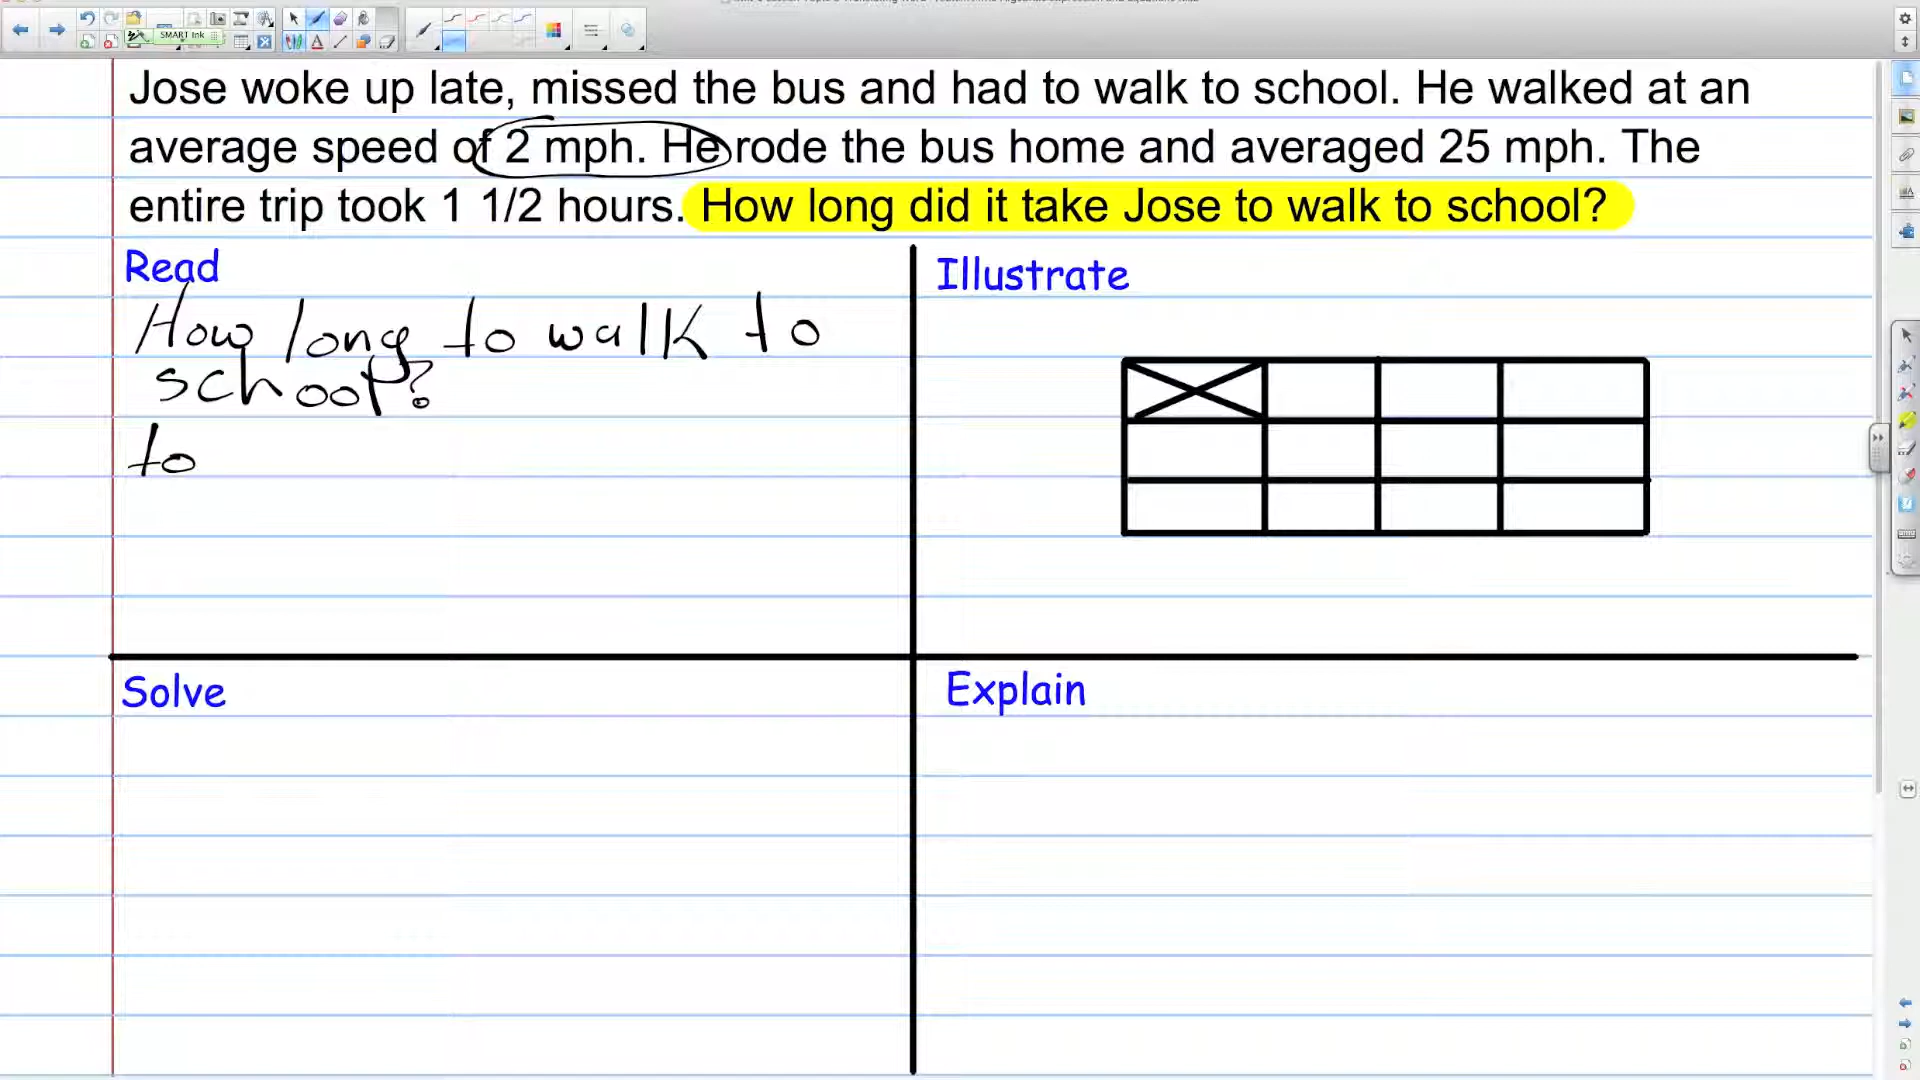 SMART Ink
Jose woke up late, missed the bus and had to walk to school. He walked at an
average speed of 2 mph. He rode the bus home and averaged 25 mph. The
entire trip took 1 1/2 hours. How long did it take Jose to walk to school?
Read
How long to walk to
school?
to
Illustrate
Solve
Explain